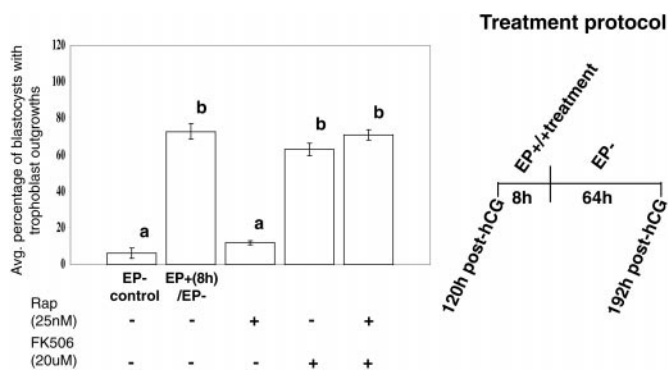 Treatment protocol
Avg. percentage of blastocysts with
trophoblast outgrowths
120
100
80
60
40
20
0
a
b
a
b
b
EP-
control
EP+(8h)
/EP-
Rap
(25nM)
- - + - +
FK506
(20uM)
- - - + +
EP+/+treatment
EP-
8h
64h
120h post-hCG
192h post-hCG